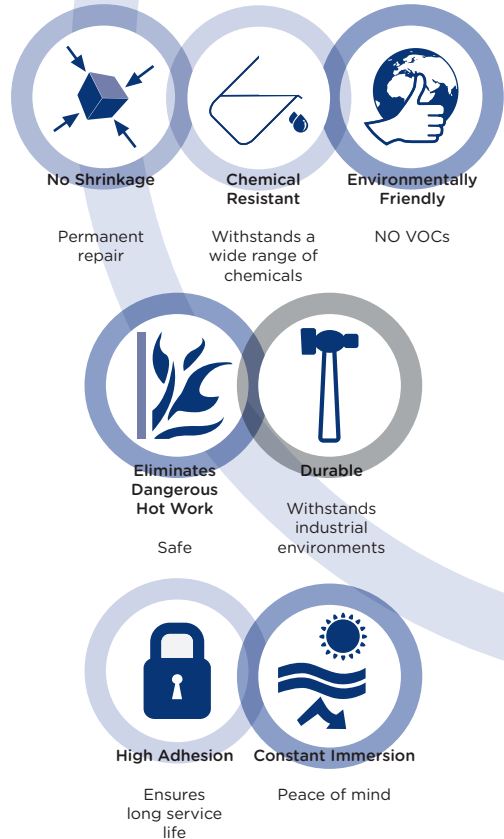 No Shrinkage
Permanent
repair
Chemical
Resistant
Withstands a
wide range of
chemicals
Environmentally
Friendly
NO VOCs
Eliminates
Dangerous
Hot Work
Safe
Durable
Withstands
industrial
environments
High Adhesion
Ensures
long service
life
Constant Immersion
Peace of mind